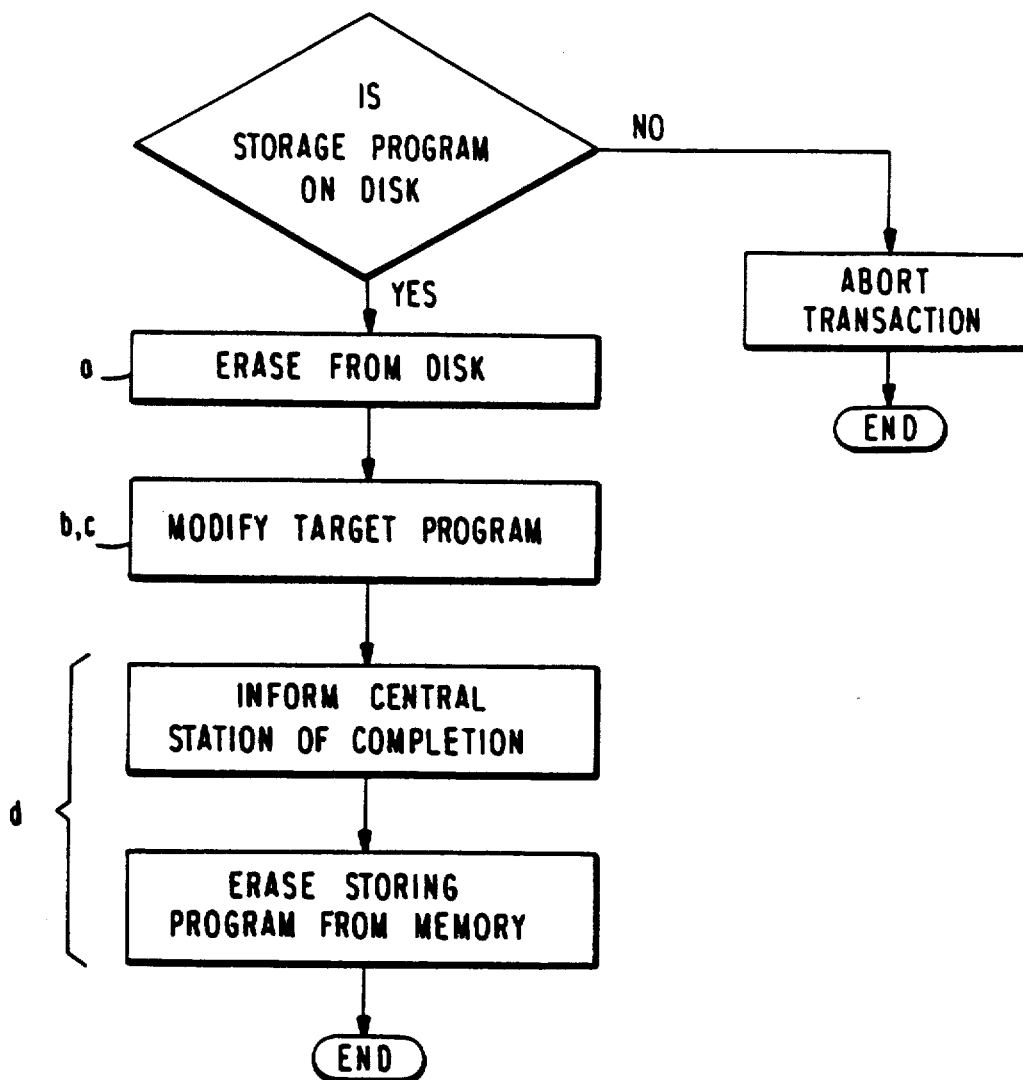 IS
STORAGE PROGRAM
ON DISK
NO
YES
ABORT
TRANSACTION
END
a
ERASE FROM DISK
b,c
MODIFY TARGET PROGRAM
d
INFORM CENTRAL
STATION OF COMPLETION
ERASE STORING
PROGRAM FROM MEMORY
END